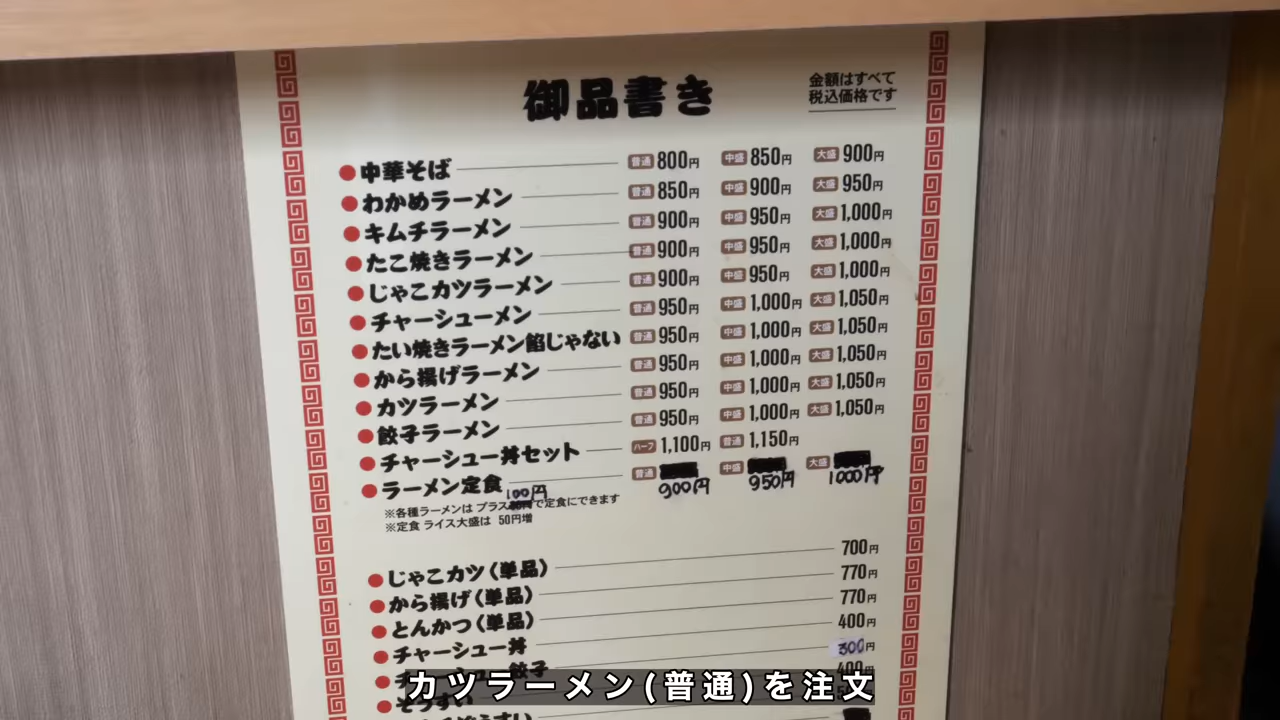 御品書き
金額はすべて
税込価格です
中華そば 普通 800円 中盛 850円 大盛 900円
わかめラーメン 普通 850円 中盛 900円 大盛 950円
キムチラーメン 普通 900円 中盛 950円 大盛 1,000円
たこ焼きラーメン 普通 900円 中盛 950円 大盛 1,000円
じゃこカツラーメン 普通 900円 中盛 950円 大盛 1,000円
チャーシューメン 普通 950円 中盛 1,000円 大盛 1,050円
たい焼きラーメン餡じゃない 普通 950円 中盛 1,000円 大盛 1,050円
から揚げラーメン 普通 950円 中盛 1,000円 大盛 1,050円
カツラーメン 普通 950円 中盛 1,000円 大盛 1,050円
餃子ラーメン 普通 950円 中盛 1,000円 大盛 1,050円
チャーシュー丼セット ハーフ 1,100円 普通 1,150円
ラーメン定食 普通 900円 中盛 950円 大盛 1000円
※各種ラーメンは プラス100円で定食にできます
※定食 ライス大盛は 50円増
じゃこカツ(単品) 700円
から揚げ(単品) 770円
とんかつ(単品) 770円
チャーシュー丼 400円
餃子 300円
ぞうすい 400円
カツラーメン(普通)を注文